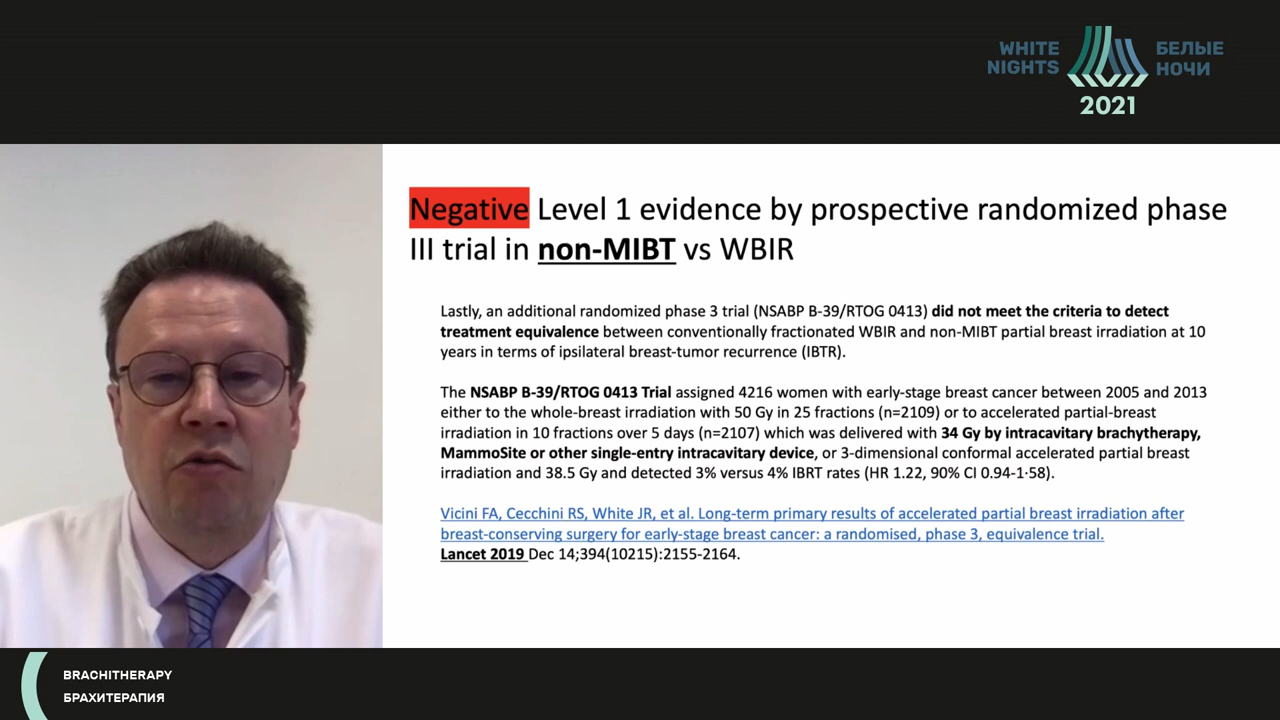 WHITE
NIGHTS
БЕЛЫЕ
НОЧИ
2021
Negative Level 1 evidence by prospective randomized phase
III trial in non-MIBT vs WBIR
Lastly, an additional randomized phase 3 trial (NSABP B-39/RTOG 0413) did not meet the criteria to detect
treatment equivalence between conventionally fractionated WBIR and non-MIBT partial breast irradiation at 10
years in terms of ipsilateral breast-tumor recurrence (IBTR).
The NSABP B-39/RTOG 0413 Trial assigned 4216 women with early-stage breast cancer between 2005 and 2013
either to the whole-breast irradiation with 50 Gy in 25 fractions (n=2109) or to accelerated partial-breast
irradiation in 10 fractions over 5 days (n=2107) which was delivered with 34 Gy by intracavitary brachytherapy,
MammoSite or other single-entry intracavitary device, or 3-dimensional conformal accelerated partial breast
irradiation and 38.5 Gy and detected 3% versus 4% IBRT rates (HR 1.22, 90% CI 0.94-1·58).
Vicini FA, Cecchini RS, White JR, et al. Long-term primary results of accelerated partial breast irradiation after
breast-conserving surgery for early-stage breast cancer: a randomised, phase 3, equivalence trial.
Lancet 2019 Dec 14;394(10215):2155-2164.
BRACHITHERAPY
БРАХИТЕРАПИЯ